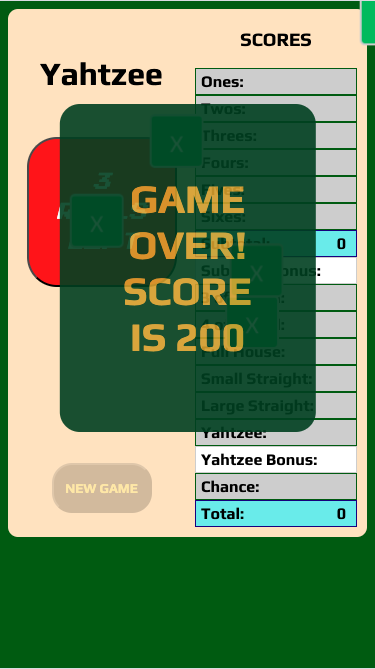 SCORES
Yahtzee
Ones:
Twos:
Threes:
Fours:
Sixes:
0
3
GAME
OVER!
SCORE
IS 200
X
X
X
X
Full House:
Small Straight:
Large Straight:
Yahtzee:
Yahtzee Bonus:
NEW GAME
Chance:
Total: 0